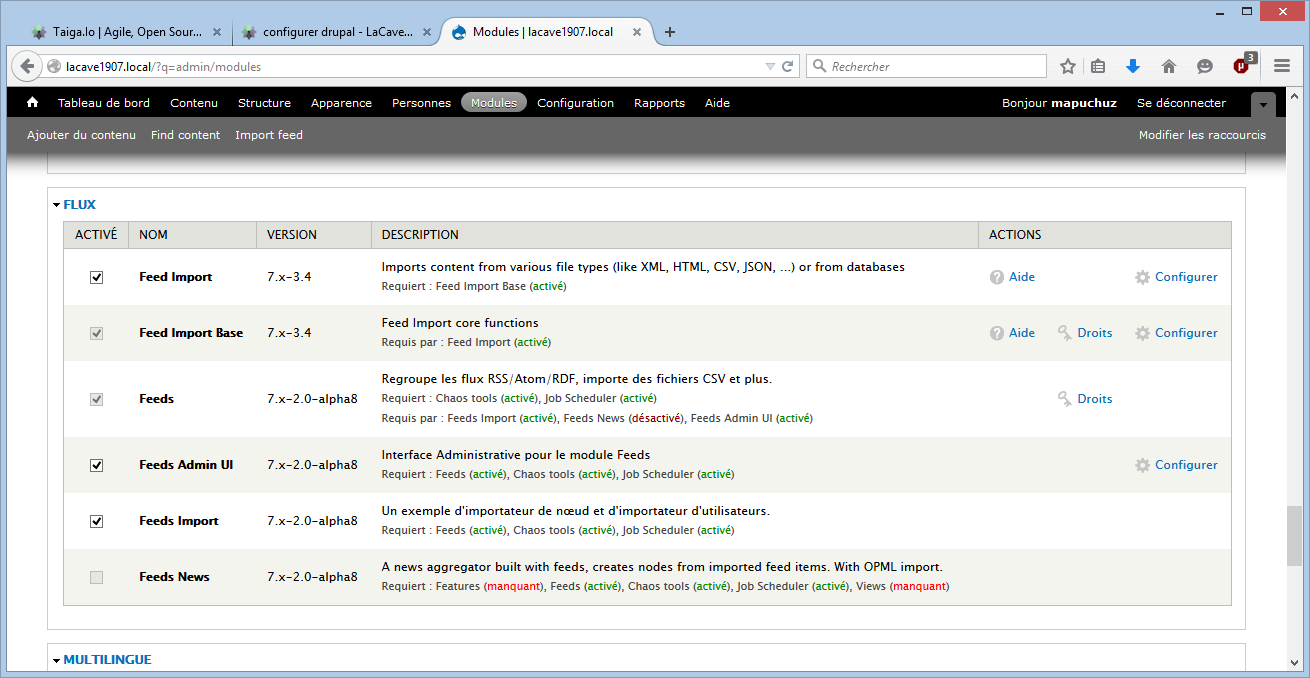 Taiga.Io | Agile, Open Sour...
configurer drupal - LaCave...
Modules | lacave1907.local
lacave1907.local/?q=admin/modules
Rechercher
3
Tableau de bord Contenu Structure Apparence Personnes Modules Configuration Rapports Aide Bonjour mapuchuz Se déconnecter
Ajouter du contenu Find content Import feed Modifier les raccourcis
FLUX
ACTIVÉ NOM VERSION DESCRIPTION ACTIONS
Feed Import 7.x-3.4 Imports content from various file types (like XML, HTML, CSV, JSON, ...) or from databases Aide Configurer
Requiert : Feed Import Base (activé)
Feed Import Base 7.x-3.4 Feed Import core functions Aide Droits Configurer
Requis par : Feed Import (activé)
Feeds 7.x-2.0-alpha8 Regroupe les flux RSS/Atom/RDF, importe des fichiers CSV et plus. Droits
Requiert : Chaos tools (activé), Job Scheduler (activé)
Requis par : Feeds Import (activé), Feeds News (désactivé), Feeds Admin UI (activé)
Feeds Admin UI 7.x-2.0-alpha8 Interface Administrative pour le module Feeds Configurer
Requiert : Feeds (activé), Chaos tools (activé), Job Scheduler (activé)
Feeds Import 7.x-2.0-alpha8 Un exemple d'importateur de nœud et d'importateur d'utilisateurs.
Requiert : Feeds (activé), Chaos tools (activé), Job Scheduler (activé)
Feeds News 7.x-2.0-alpha8 A news aggregator built with feeds, creates nodes from imported feed items. With OPML import.
Requiert : Features (manquant), Feeds (activé), Chaos tools (activé), Job Scheduler (activé), Views (manquant)
MULTILINGUE